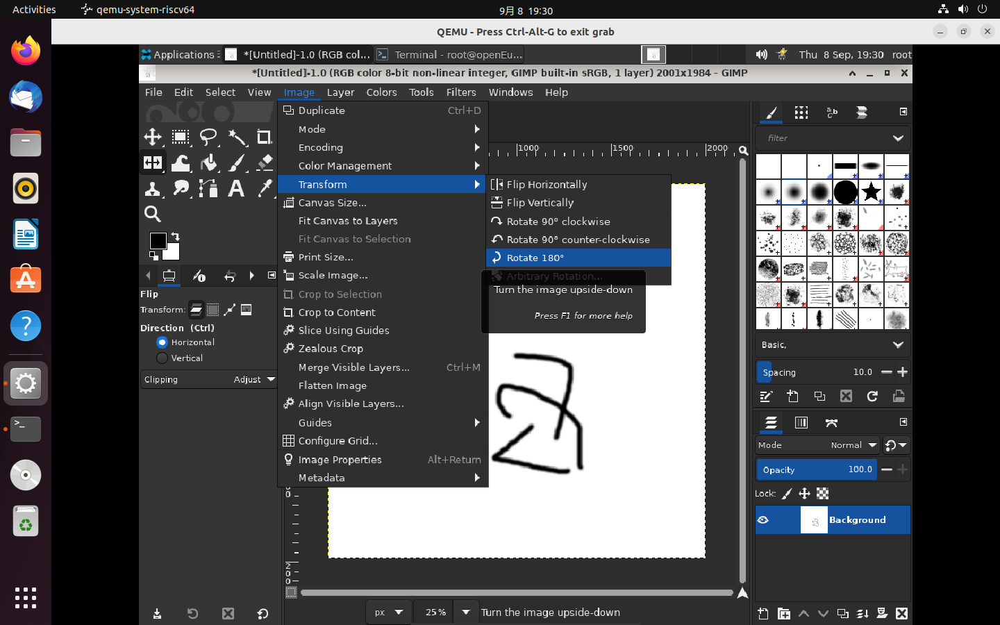 Activities
qemu-system-riscv64
9月 8 19:30
QEMU - Press Ctrl-Alt-G to exit grab
Applications
*[Untitled]-1.0 (RGB col...
Terminal - root@openEu...
Thu 8 Sep, 19:30
root
*[Untitled]-1.0 (RGB color 8-bit non-linear integer, GIMP built-in sRGB, 1 layer) 2001x1984 – GIMP
File Edit Select View Image Layer Colors Tools Filters Windows Help
Duplicate Ctrl+D
Mode
Encoding
Color Management
Transform
Canvas Size...
Fit Canvas to Layers
Fit Canvas to Selection
Print Size...
Scale Image...
Crop to Selection
Crop to Content
Slice Using Guides
Zealous Crop
Merge Visible Layers... Ctrl+M
Flatten Image
Align Visible Layers...
Guides
Configure Grid...
Image Properties Alt+Return
Metadata
Flip Horizontally
Flip Vertically
Rotate 90° clockwise
Rotate 90° counter-clockwise
Rotate 180°
Arbitrary Rotation...
Turn the image upside-down
Press F1 for more help
1000 1500 2000
Flip
Transform:
Direction (Ctrl)
Horizontal
Vertical
Clipping Adjust
filter
Basic,
Spacing 10.0
Mode Normal
Opacity 100.0
Lock:
Background
px
25%
Turn the image upside-down